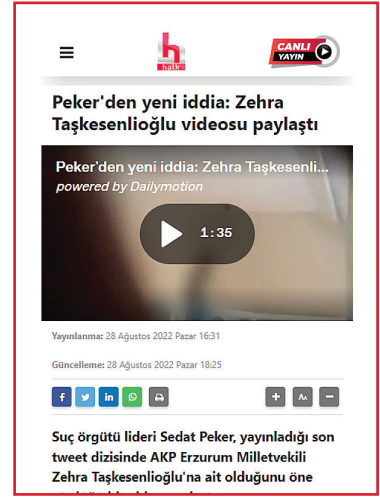 halk
CANLI
YAYIN
Peker'den yeni iddia: Zehra
Taşkesenlioğlu videosu paylaştı
Peker'den yeni iddia: Zehra Taşkesenli...
powered by Dailymotion
1:35
Yayınlanma: 28 Ağustos 2022 Pazar 16:31
Güncelleme: 28 Ağustos 2022 Pazar 18:25
Suç örgütü lideri Sedat Peker, yayınladığı son
tweet dizisinde AKP Erzurum Milletvekili
Zehra Taşkesenlioğlu'na ait olduğunu öne